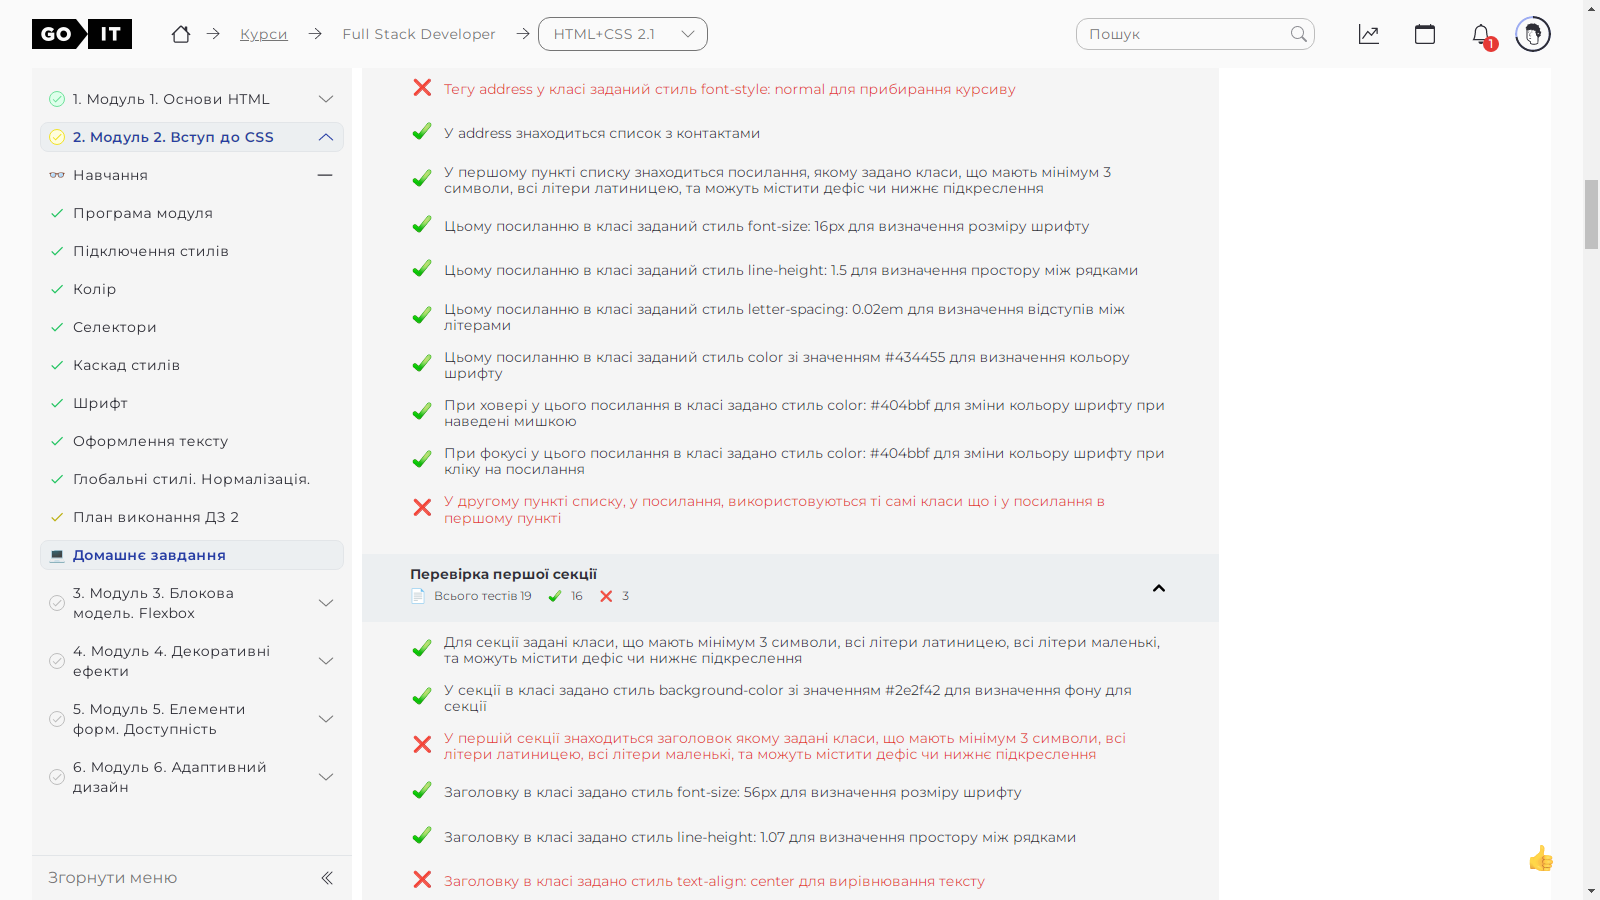 GO IT
Курси
Full Stack Developer
HTML+CSS 2.1
Пошук
1
1. Модуль 1. Основи HTML
2. Модуль 2. Вступ до CSS
Навчання
Програма модуля
Підключення стилів
Колір
Селектори
Каскад стилів
Шрифт
Оформлення тексту
Глобальні стилі. Нормалізація.
План виконання ДЗ 2
Домашнє завдання
3. Модуль 3. Блокова
модель. Flexbox
4. Модуль 4. Декоративні
ефекти
5. Модуль 5. Елементи
форм. Доступність
6. Модуль 6. Адаптивний
дизайн
Згорнути меню
Тегу address у класі заданий стиль font-style: normal для прибирання курсиву
У address знаходиться список з контактами
У першому пункті списку знаходиться посилання, якому задано класи, що мають мінімум 3
символи, всі літери латиницею, та можуть містити дефіс чи нижнє підкреслення
Цьому посиланню в класі заданий стиль font-size: 16px для визначення розміру шрифту
Цьому посиланню в класі заданий стиль line-height: 1.5 для визначення простору між рядками
Цьому посиланню в класі заданий стиль letter-spacing: 0.02em для визначення відступів між
літерами
Цьому посиланню в класі заданий стиль color зі значенням #434455 для визначення кольору
шрифту
При ховері у цього посилання в класі задано стиль color: #404bbf для зміни кольору шрифту при
наведені мишкою
При фокусі у цього посилання в класі задано стиль color: #404bbf для зміни кольору шрифту при
кліку на посилання
У другому пункті списку, у посилання, використовуються ті самі класи що і у посилання в
першому пункті
Перевірка першої секції
Всього тестів 19 16 3
Для секції задані класи, що мають мінімум 3 символи, всі літери латиницею, всі літери маленькі,
та можуть містити дефіс чи нижнє підкреслення
У секції в класі задано стиль background-color зі значенням #2e2f42 для визначення фону для
секції
У першій секції знаходиться заголовок якому задані класи, що мають мінімум 3 символи, всі
літери латиницею, всі літери маленькі, та можуть містити дефіс чи нижнє підкреслення
Заголовку в класі задано стиль font-size: 56px для визначення розміру шрифту
Заголовку в класі задано стиль line-height: 1.07 для визначення простору між рядками
Заголовку в класі задано стиль text-align: center для вирівнювання тексту